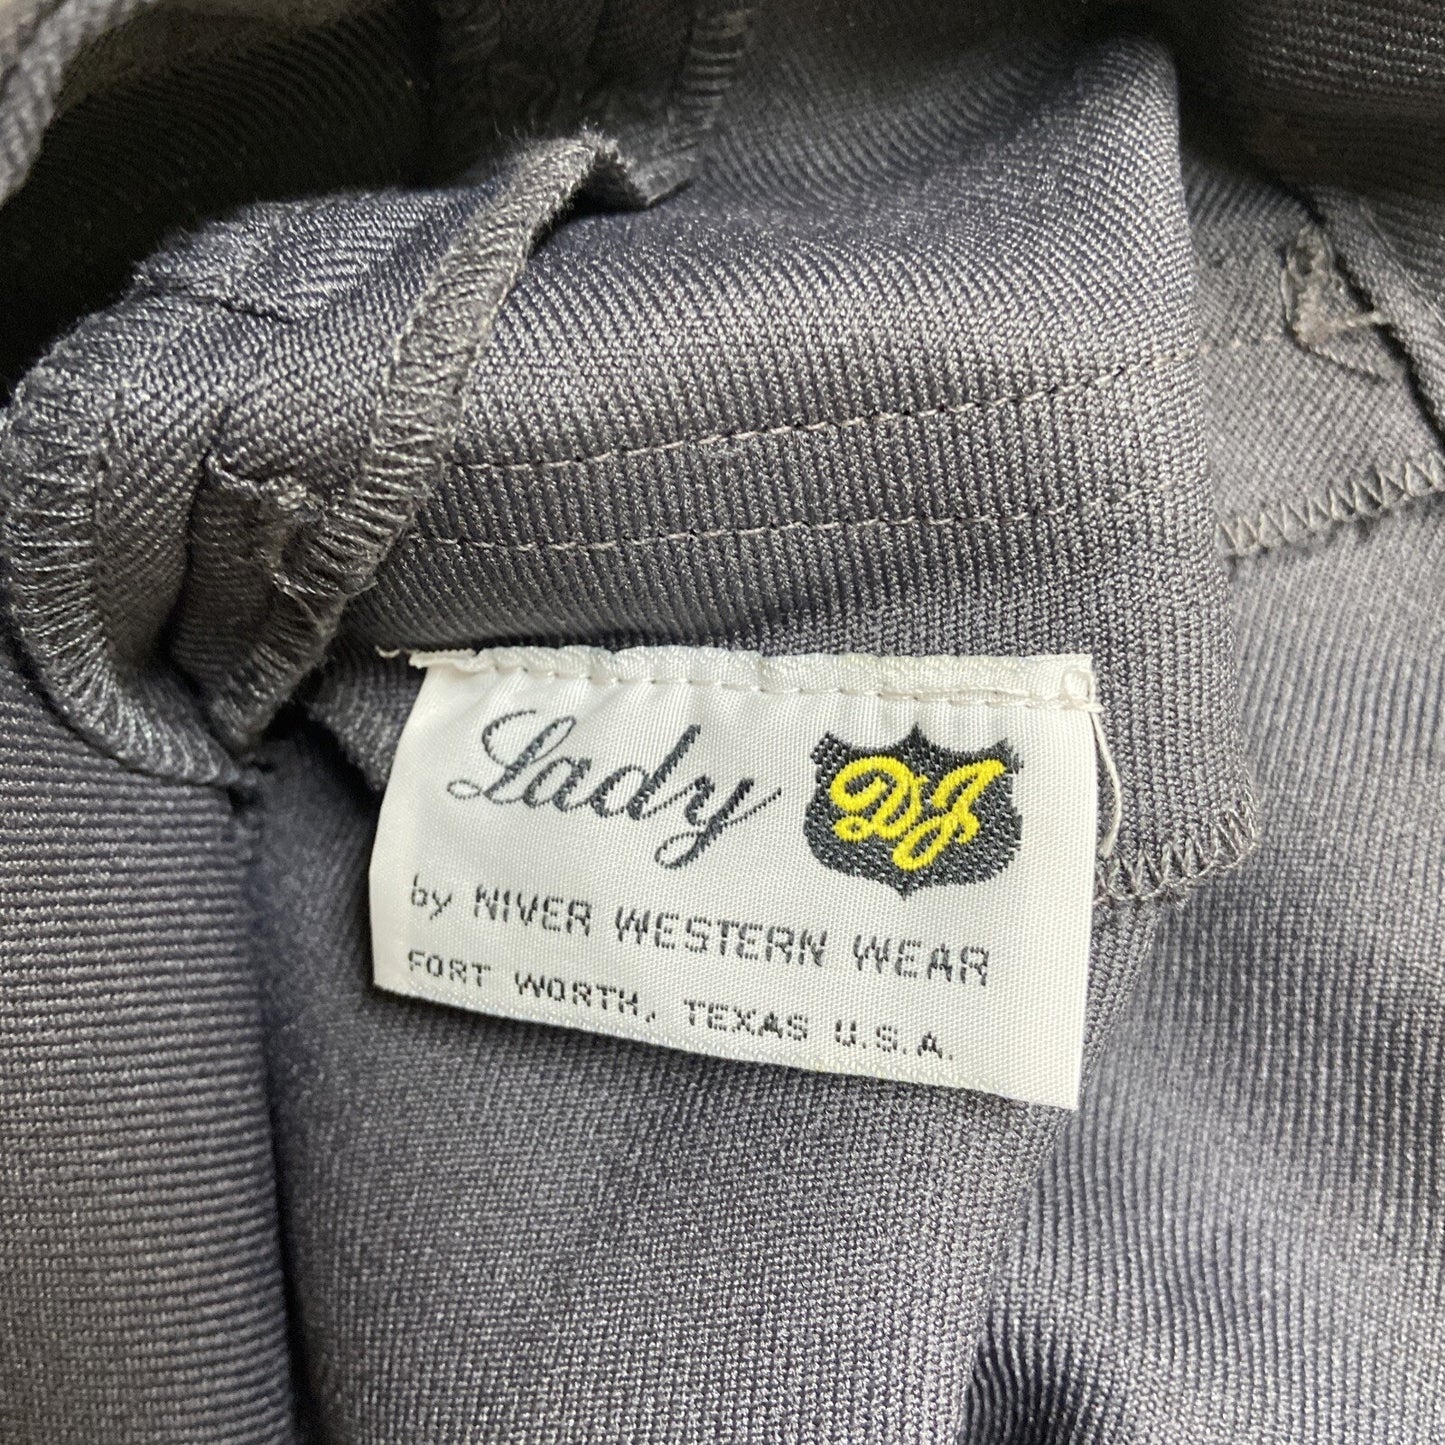 Lady DJ
by NIVER WESTERN WEAR
FORT WORTH, TEXAS U.S.A.